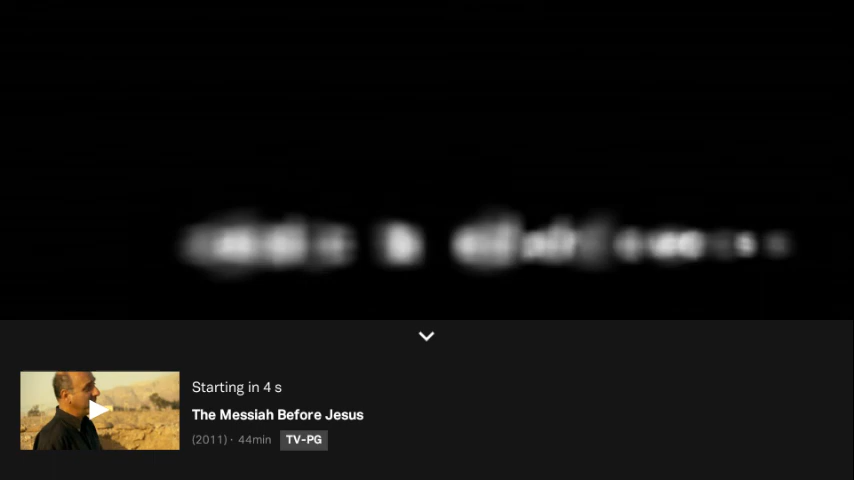 Starting in 4 s
The Messiah Before Jesus
(2011) · 44min TV-PG